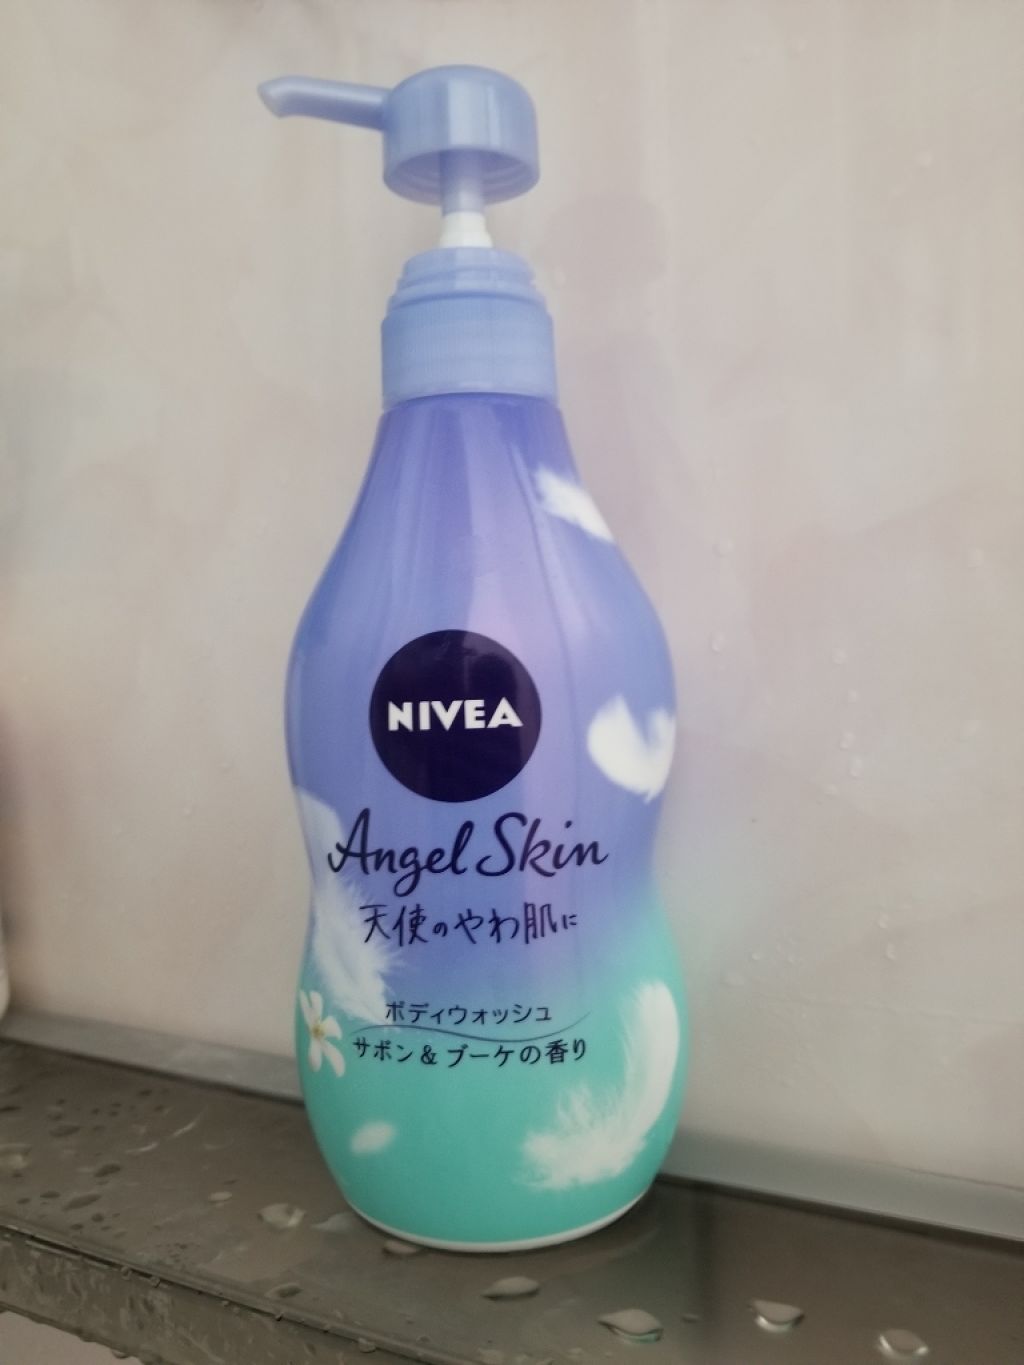 NIVEA
Angel Skin
天使のやわ肌に
ボディウォッシュ
サボン & ブーケの香り